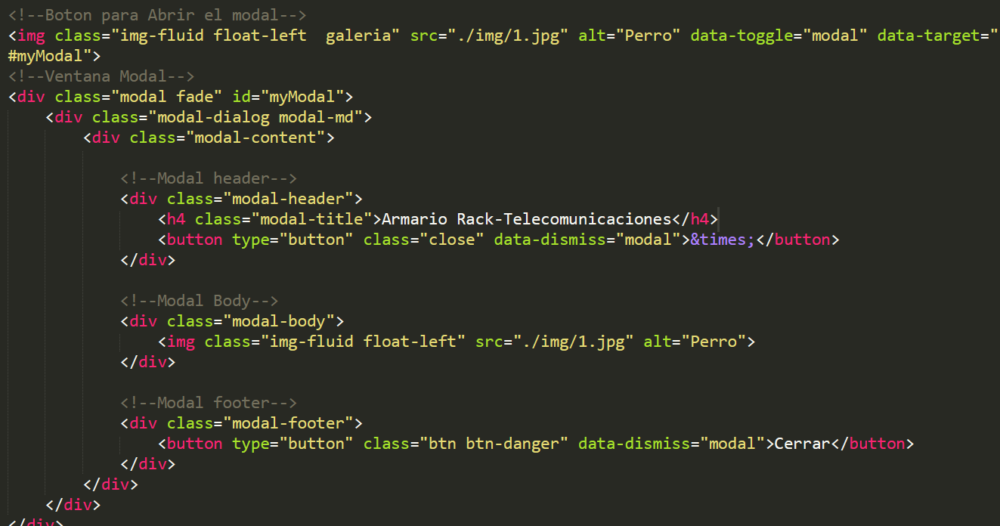 <!--Boton para Abrir el modal-->
<img class="img-fluid float-left  galeria" src="./img/1.jpg" alt="Perro" data-toggle="modal" data-target="
#myModal">
<!--Ventana Modal-->
<div class="modal fade" id="myModal">
    <div class="modal-dialog modal-md">
        <div class="modal-content">

            <!--Modal header-->
            <div class="modal-header">
                <h4 class="modal-title">Armario Rack-Telecomunicaciones</h4>
                <button type="button" class="close" data-dismiss="modal">&times;</button>
            </div>

            <!--Modal Body-->
            <div class="modal-body">
                <img class="img-fluid float-left" src="./img/1.jpg" alt="Perro">
            </div>

            <!--Modal footer-->
            <div class="modal-footer">
                <button type="button" class="btn btn-danger" data-dismiss="modal">Cerrar</button>
            </div>
        </div>
    </div>
</div>